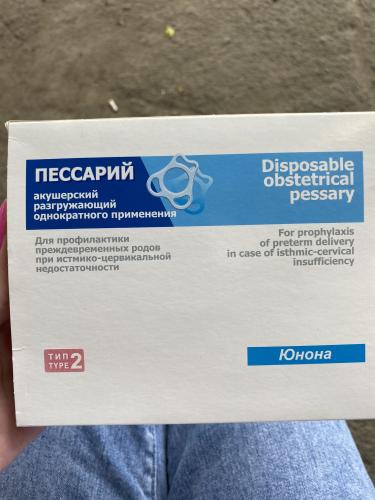 ПЕССАРИЙ
акушерский
разгружающий
однократного применения
Disposable
obstetrical
pessary
Для профилактики
преждевременных родов
при истмико-цервикальной
недостаточности
For prophylaxis
of preterm delivery
in case of isthmic-cervical
insufficiency
ТИП
TYPE 2
Юнона